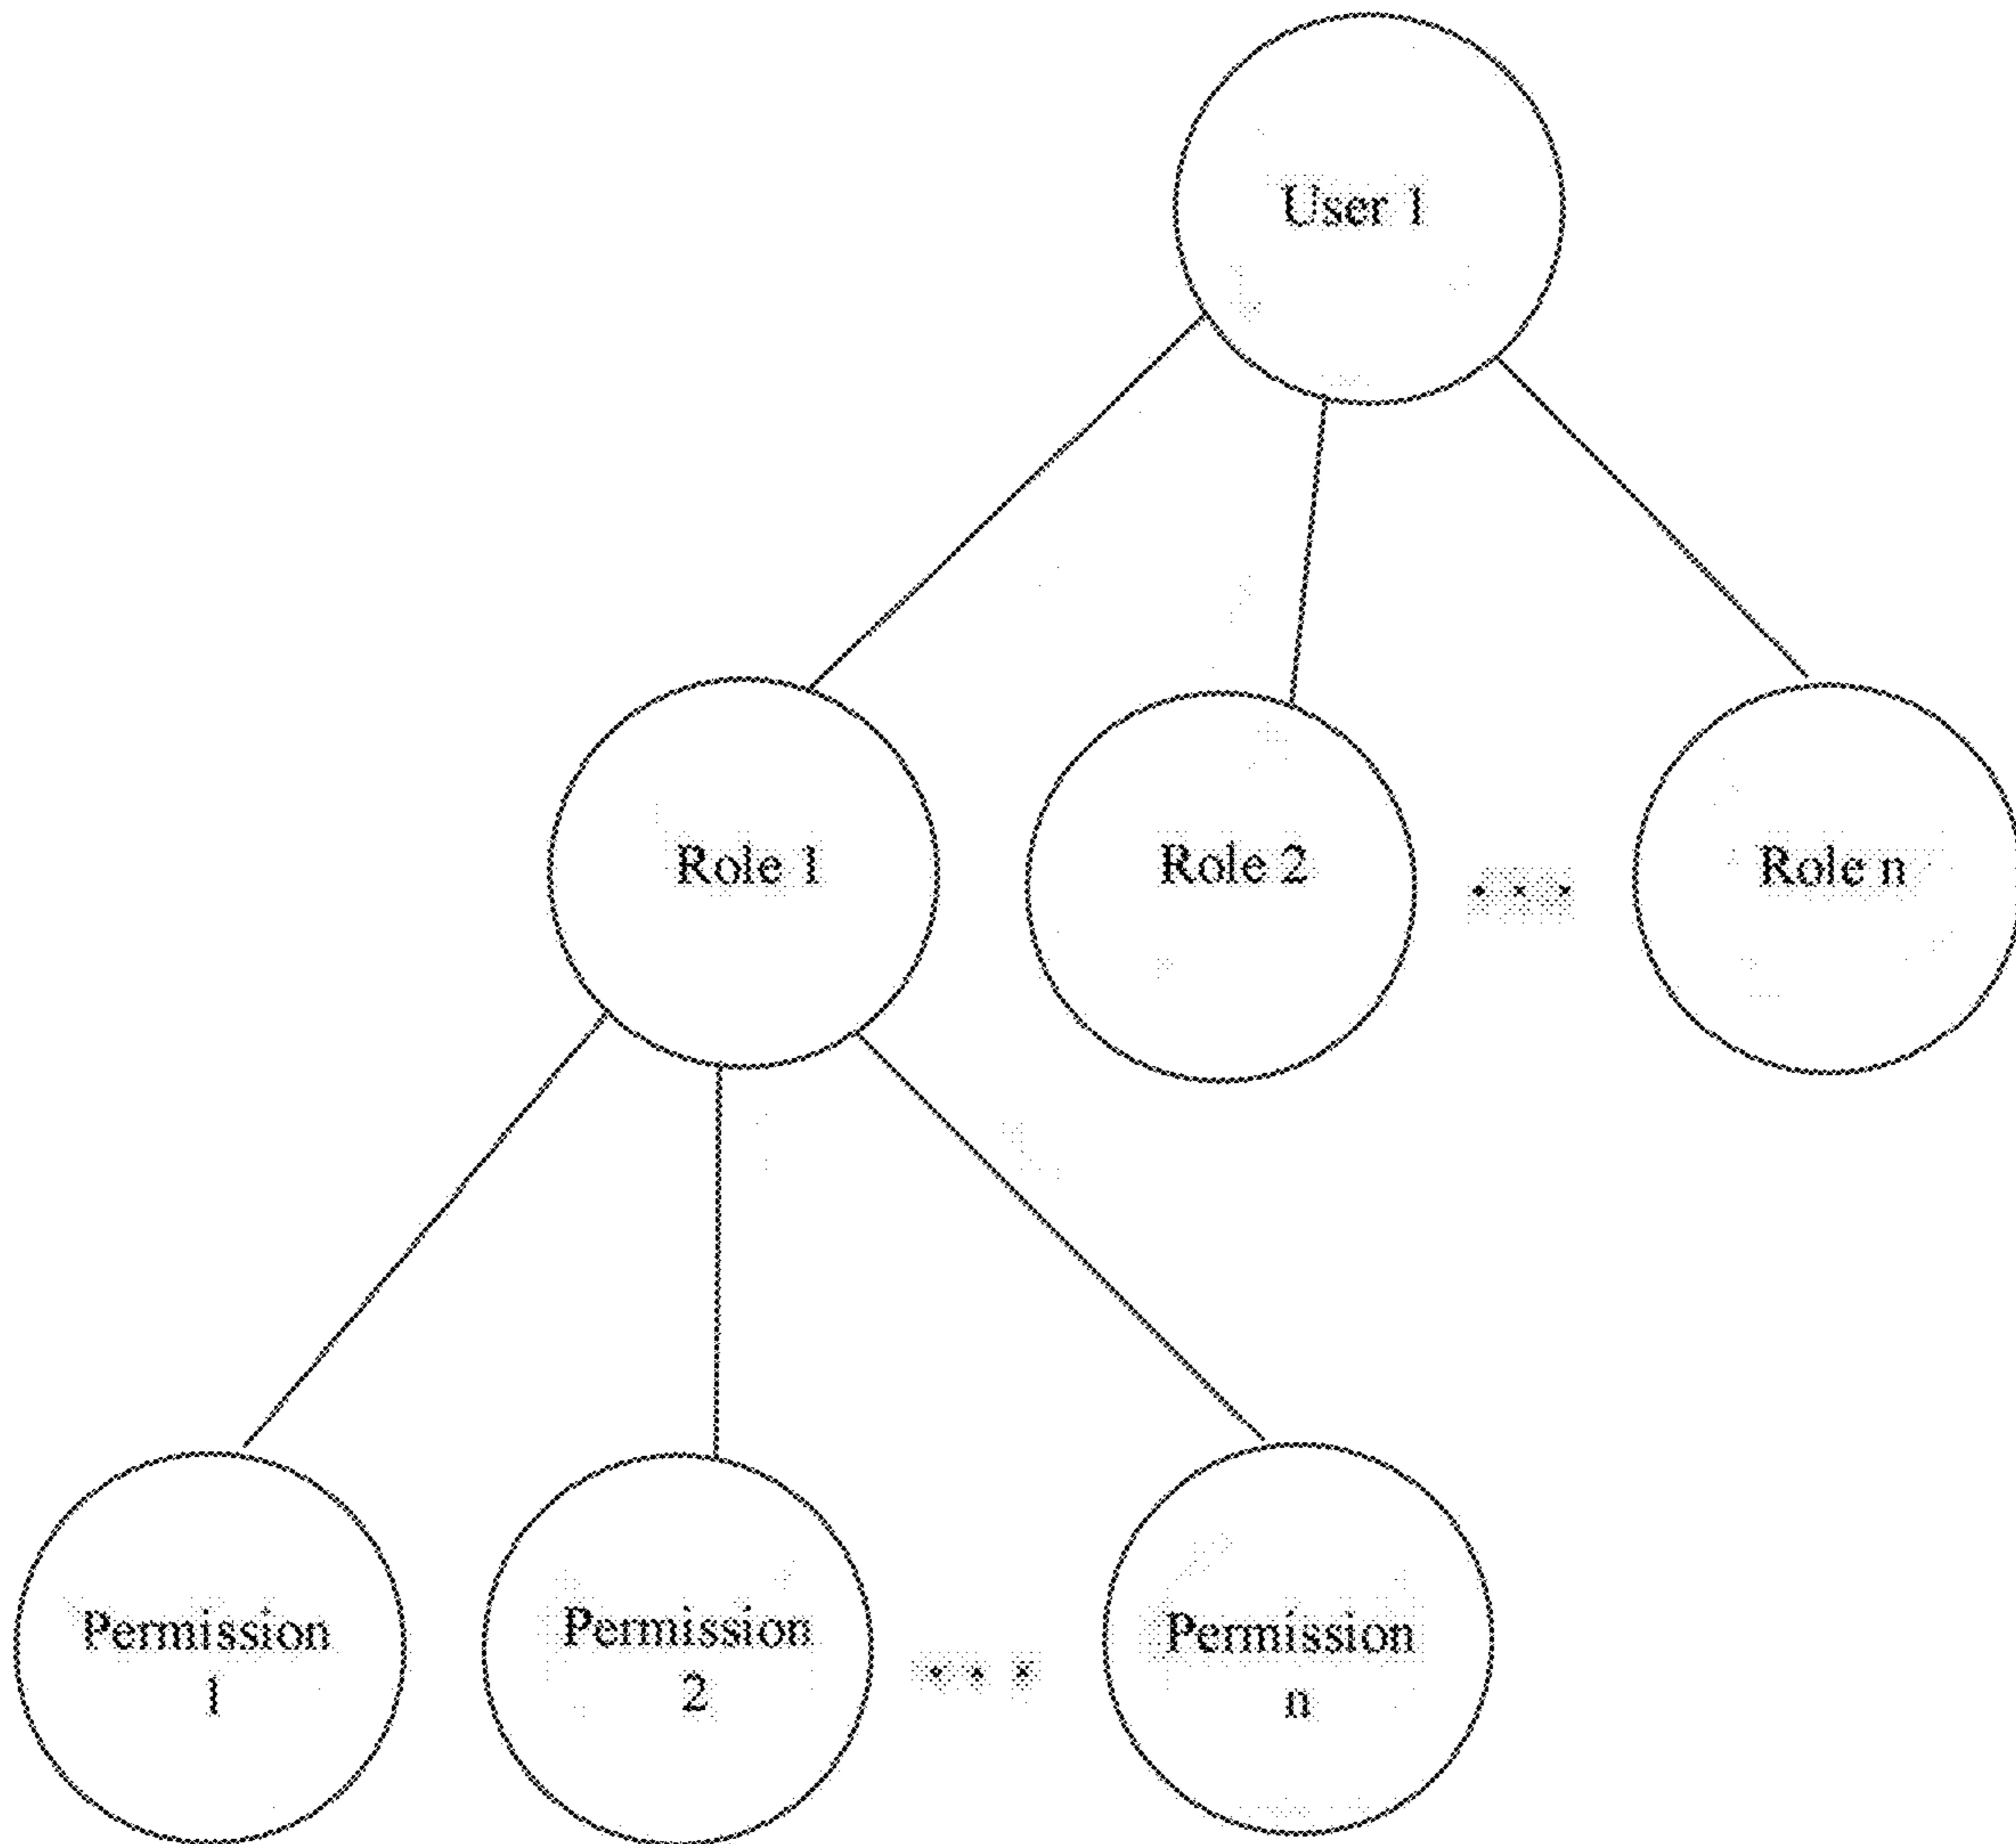 User 1
Role 1
Role 2
. . .
Role n
Permission
1
Permission
2
. . .
Permission
n